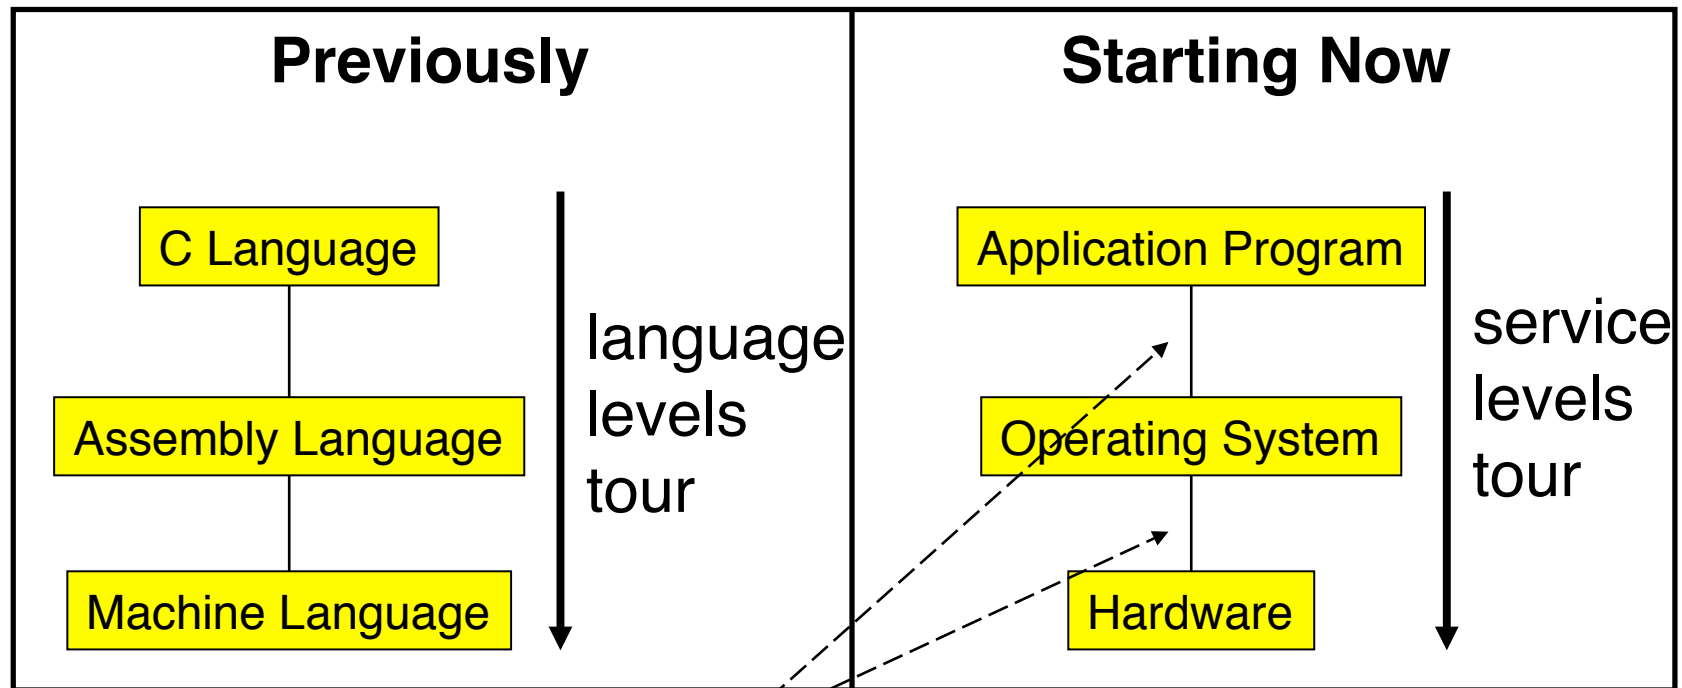 Previously
C Language
Assembly Language
Machine Language
language
levels
tour
Starting Now
Application Program
Operating System
Hardware
service
levels
tour